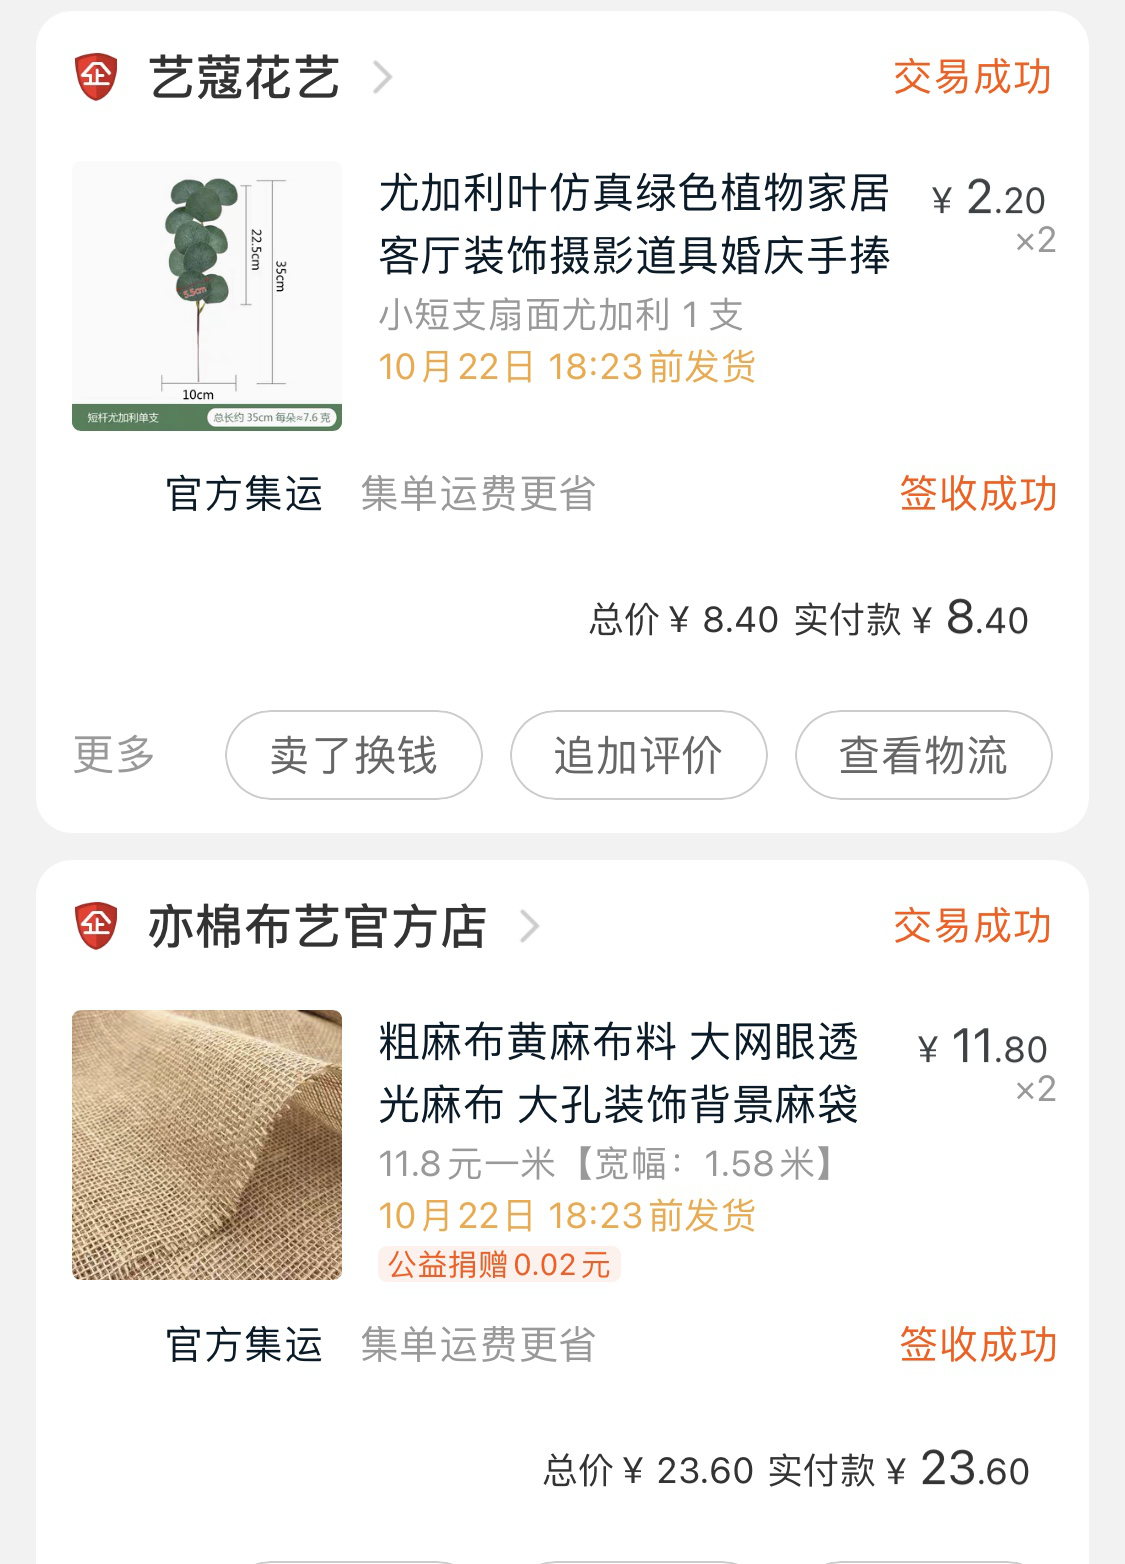 企 艺蔻花艺 交易成功
尤加利叶仿真绿色植物家居 ¥ 2.20
客厅装饰摄影道具婚庆手捧 ×2
小短支扇面尤加利 1 支
10月22日 18:23前发货
22.5cm
35cm
5.5cm
10cm
短杆尤加利单支 总长约 35cm 每朵≈7.6 克
官方集运 集单运费更省 签收成功
总价 ¥ 8.40 实付款 ¥ 8.40
更多 卖了换钱 追加评价 查看物流
企 亦棉布艺官方店 交易成功
粗麻布黄麻布料 大网眼透 ¥ 11.80
光麻布 大孔装饰背景麻袋 ×2
11.8元一米【宽幅：1.58米】
10月22日 18:23前发货
公益捐赠0.02元
官方集运 集单运费更省 签收成功
总价 ¥ 23.60 实付款 ¥ 23.60